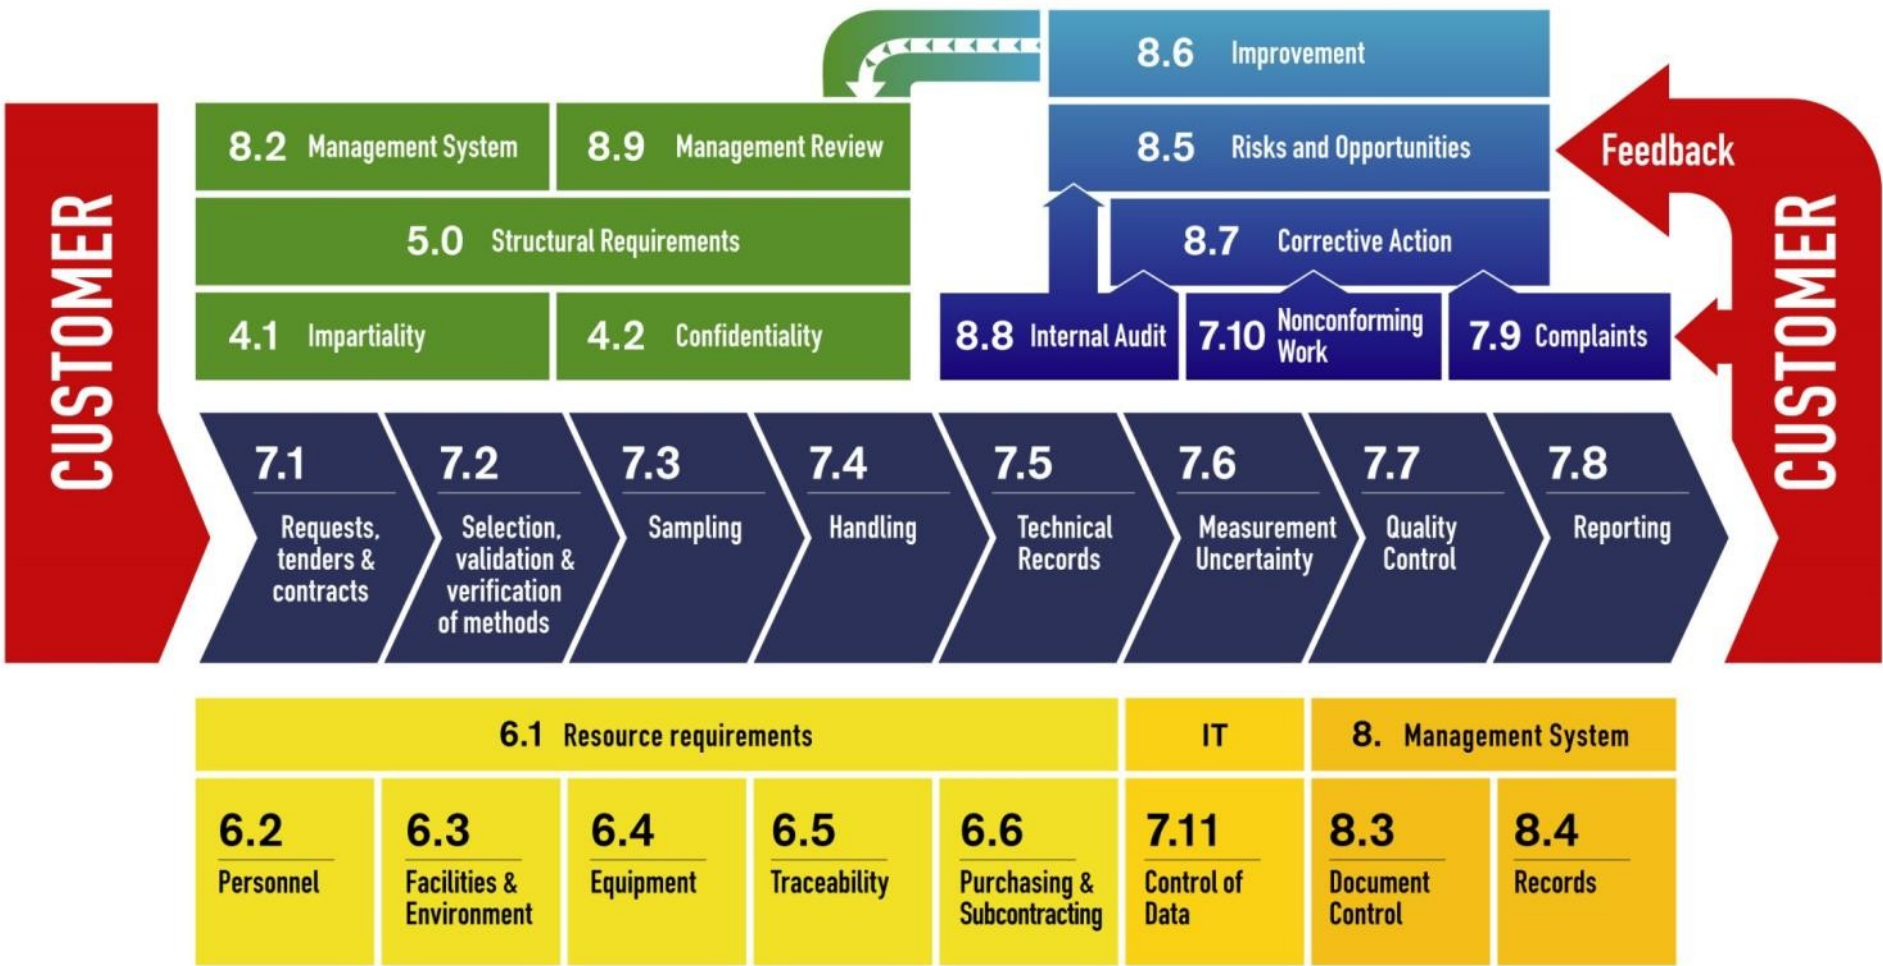 8.6 Improvement
8.2 Management System
8.9 Management Review
8.5 Risks and Opportunities
Feedback
5.0 Structural Requirements
8.7 Corrective Action
4.1 Impartiality
4.2 Confidentiality
8.8 Internal Audit
7.10 Nonconforming
Work
7.9 Complaints
CUSTOMER
CUSTOMER
7.1
Requests,
tenders &
contracts
7.2
Selection,
validation &
verification
of methods
7.3
Sampling
7.4
Handling
7.5
Technical
Records
7.6
Measurement
Uncertainty
7.7
Quality
Control
7.8
Reporting
6.1 Resource requirements
IT
8. Management System
6.2
Personnel
6.3
Facilities &
Environment
6.4
Equipment
6.5
Traceability
6.6
Purchasing &
Subcontracting
7.11
Control of
Data
8.3
Document
Control
8.4
Records